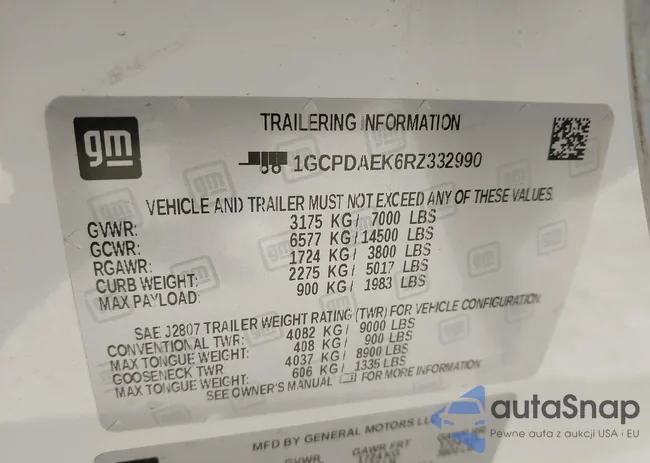 gm
TRAILERING INFORMATION
1GCPDAEK6RZ332990
VEHICLE AND TRAILER MUST NOT EXCEED ANY OF THESE VALUES.
GVWR: 3175 KG/ 7000 LBS
GCWR: 6577 KG/14500 LBS
RGAWR: 1724 KG/ 3800 LBS
CURB WEIGHT: 2275 KG/ 5017 LBS
MAX PAYLOAD: 900 KG/ 1983 LBS
SAE J2807 TRAILER WEIGHT RATING (TWR) FOR VEHICLE CONFIGURATION:
CONVENTIONAL TWR: 4082 KG/ 9000 LBS
MAX TONGUE WEIGHT: 408 KG/ 900 LBS
GOOSENECK TWR 4037 KG/ 8900 LBS
MAX TONGUE WEIGHT: 606 KG/ 1335 LBS
SEE OWNER'S MANUAL FOR MORE INFORMATION
MFD BY GENERAL MOTORS LL
GAWR FRT
autaSnap
Pewne auta z aukcji USA i EU